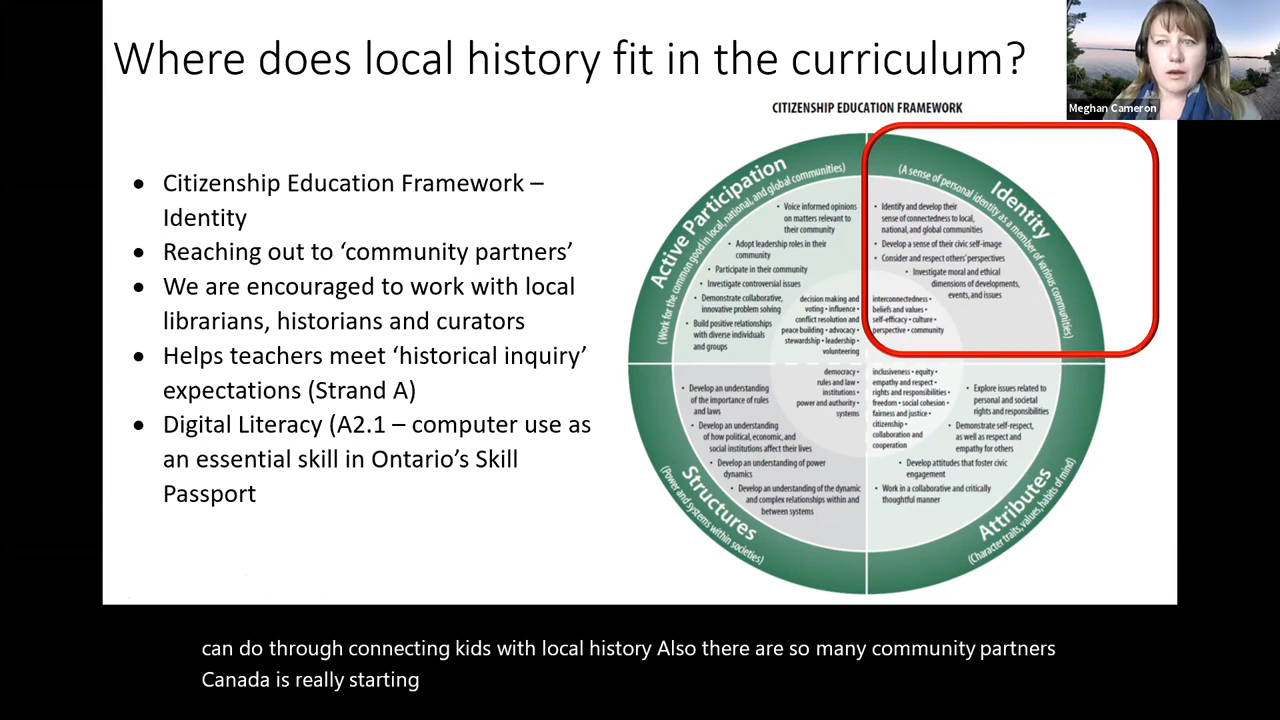 Where does local history fit in the curriculum?
Meghan Cameron
• Citizenship Education Framework –
Identity
• Reaching out to ‘community partners’
• We are encouraged to work with local
librarians, historians and curators
• Helps teachers meet ‘historical inquiry’
expectations (Strand A)
• Digital Literacy (A2.1 – computer use as
an essential skill in Ontario’s Skill
Passport
CITIZENSHIP EDUCATION FRAMEWORK
Active Participation
(Work for the common good in local, national, and global communities)
• Voice informed opinions
on matters relevant to
their community
• Adopt leadership roles in their
community
• Participate in their community
• Investigate controversial issues
• Demonstrate collaborative,
innovative problem solving
• Build positive relationships
with diverse individuals
and groups
decision making and
voting • influence •
conflict resolution and
peace building • advocacy •
stewardship • leadership •
volunteering
Identity
(A sense of personal identity as a member of various communities)
• Identify and develop their
sense of connectedness to local,
national, and global communities
• Develop a sense of their civic self-image
• Consider and respect others' perspectives
• Investigate moral and ethical
dimensions of developments,
events, and issues
interconnectedness •
beliefs and values •
self-efficacy • culture •
perspective • community
Structures
(Power and systems within societies)
• Develop an understanding
of the importance of rules
and laws
• Develop an understanding
of how political, economic, and
social institutions affect their lives
• Develop an understanding of power
dynamics
• Develop an understanding of the dynamic
and complex relationships within and
between systems
democracy •
rules and law •
institutions •
power and authority •
systems
Attributes
(Character traits, values, habits of mind)
inclusiveness • equity •
empathy and respect •
rights and responsibilities •
freedom • social cohesion •
fairness and justice •
citizenship •
collaboration and
cooperation
• Explore issues related to
personal and societal
rights and responsibilities
• Demonstrate self-respect,
as well as respect and
empathy for others
• Develop attitudes that foster civic
engagement
• Work in a collaborative and critically
thoughtful manner
can do through connecting kids with local history Also there are so many community partners
Canada is really starting